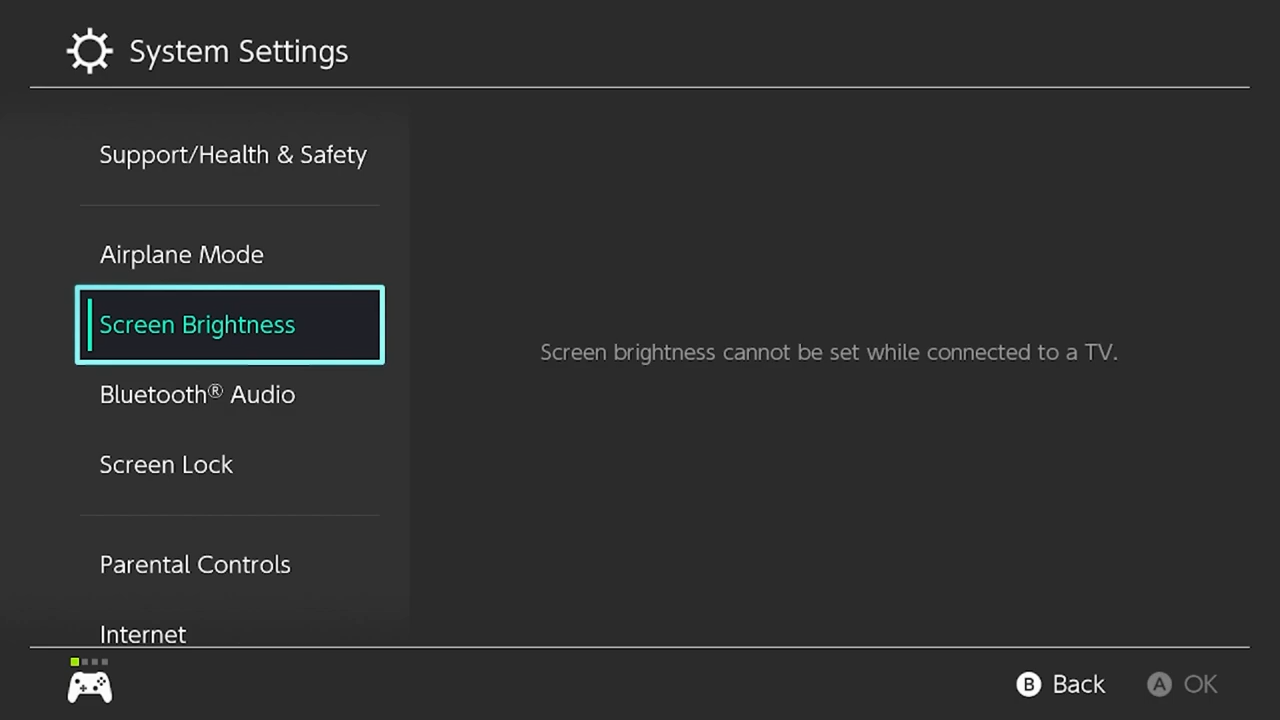 System Settings
Support/Health & Safety
Airplane Mode
Screen Brightness
Bluetooth® Audio
Screen Lock
Parental Controls
Internet
Screen brightness cannot be set while connected to a TV.
B Back
A OK